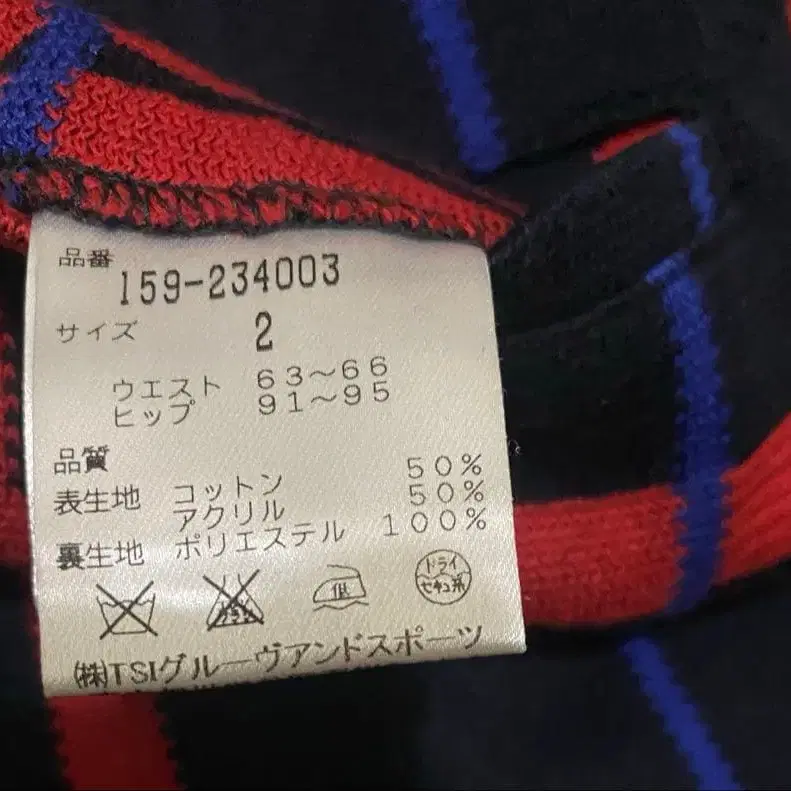 品番
159-234003
サイズ 2
ウエスト 63〜66
ヒップ 91〜95
品質
表生地 コットン 50%
アクリル 50%
裏生地 ポリエステル 100%
低
ドライ
セキユ系
㈱TSIグルーヴアンドスポーツ